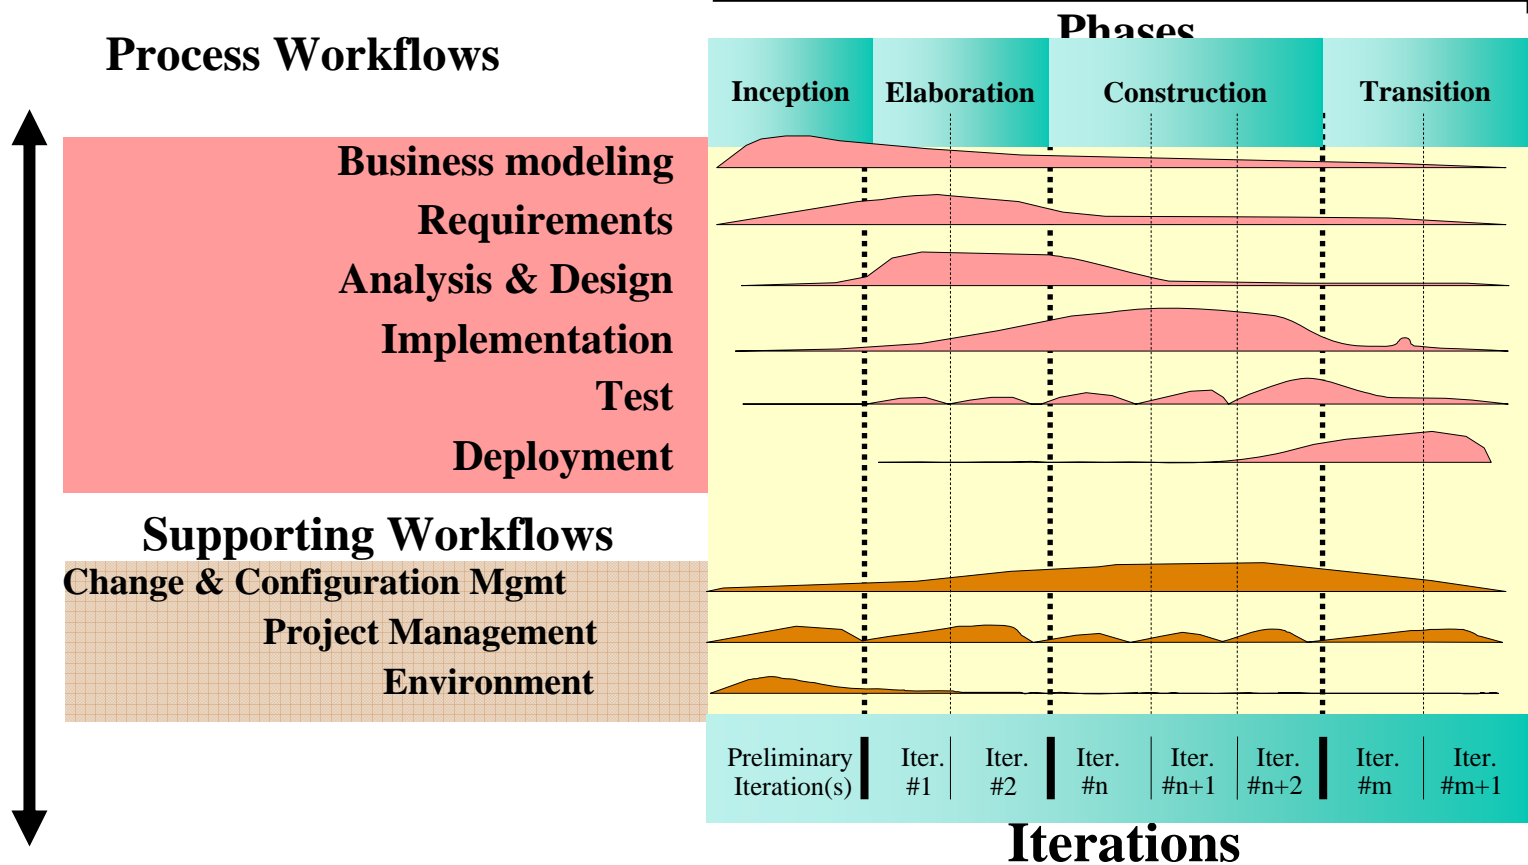 Phases
Process Workflows
Inception Elaboration Construction Transition
Business modeling
Requirements
Analysis & Design
Implementation
Test
Deployment
Supporting Workflows
Change & Configuration Mgmt
Project Management
Environment
Preliminary Iter. Iter. Iter. Iter. Iter. Iter. Iter.
Iteration(s) #1 #2 #n #n+1 #n+2 #m #m+1
Iterations